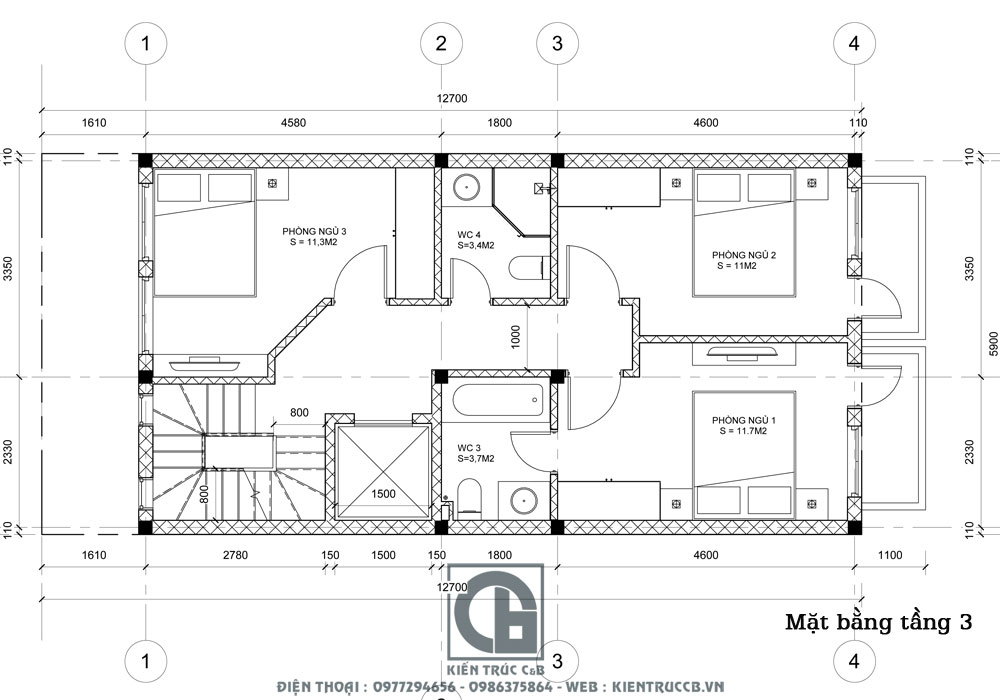 1
2
3
4
12700
1610
4580
1800
4600
110
110
110
3350
3350
PHÒNG NGỦ 3
S = 11,3M2
WC 4
S=3,4M2
PHÒNG NGỦ 2
S = 11M2
1000
5900
800
PHÒNG NGỦ 1
S = 11.7M2
2330
2330
WC 3
S=3,7M2
800
1500
110
110
1610
2780
150
1500
150
1800
4600
1100
12700
Mặt bằng tầng 3
1
3
4
CB
KIẾN TRÚC C&B
ĐIỆN THOẠI : 0977294656 - 0986375864 - WEB : KIENTRUCCB.VN